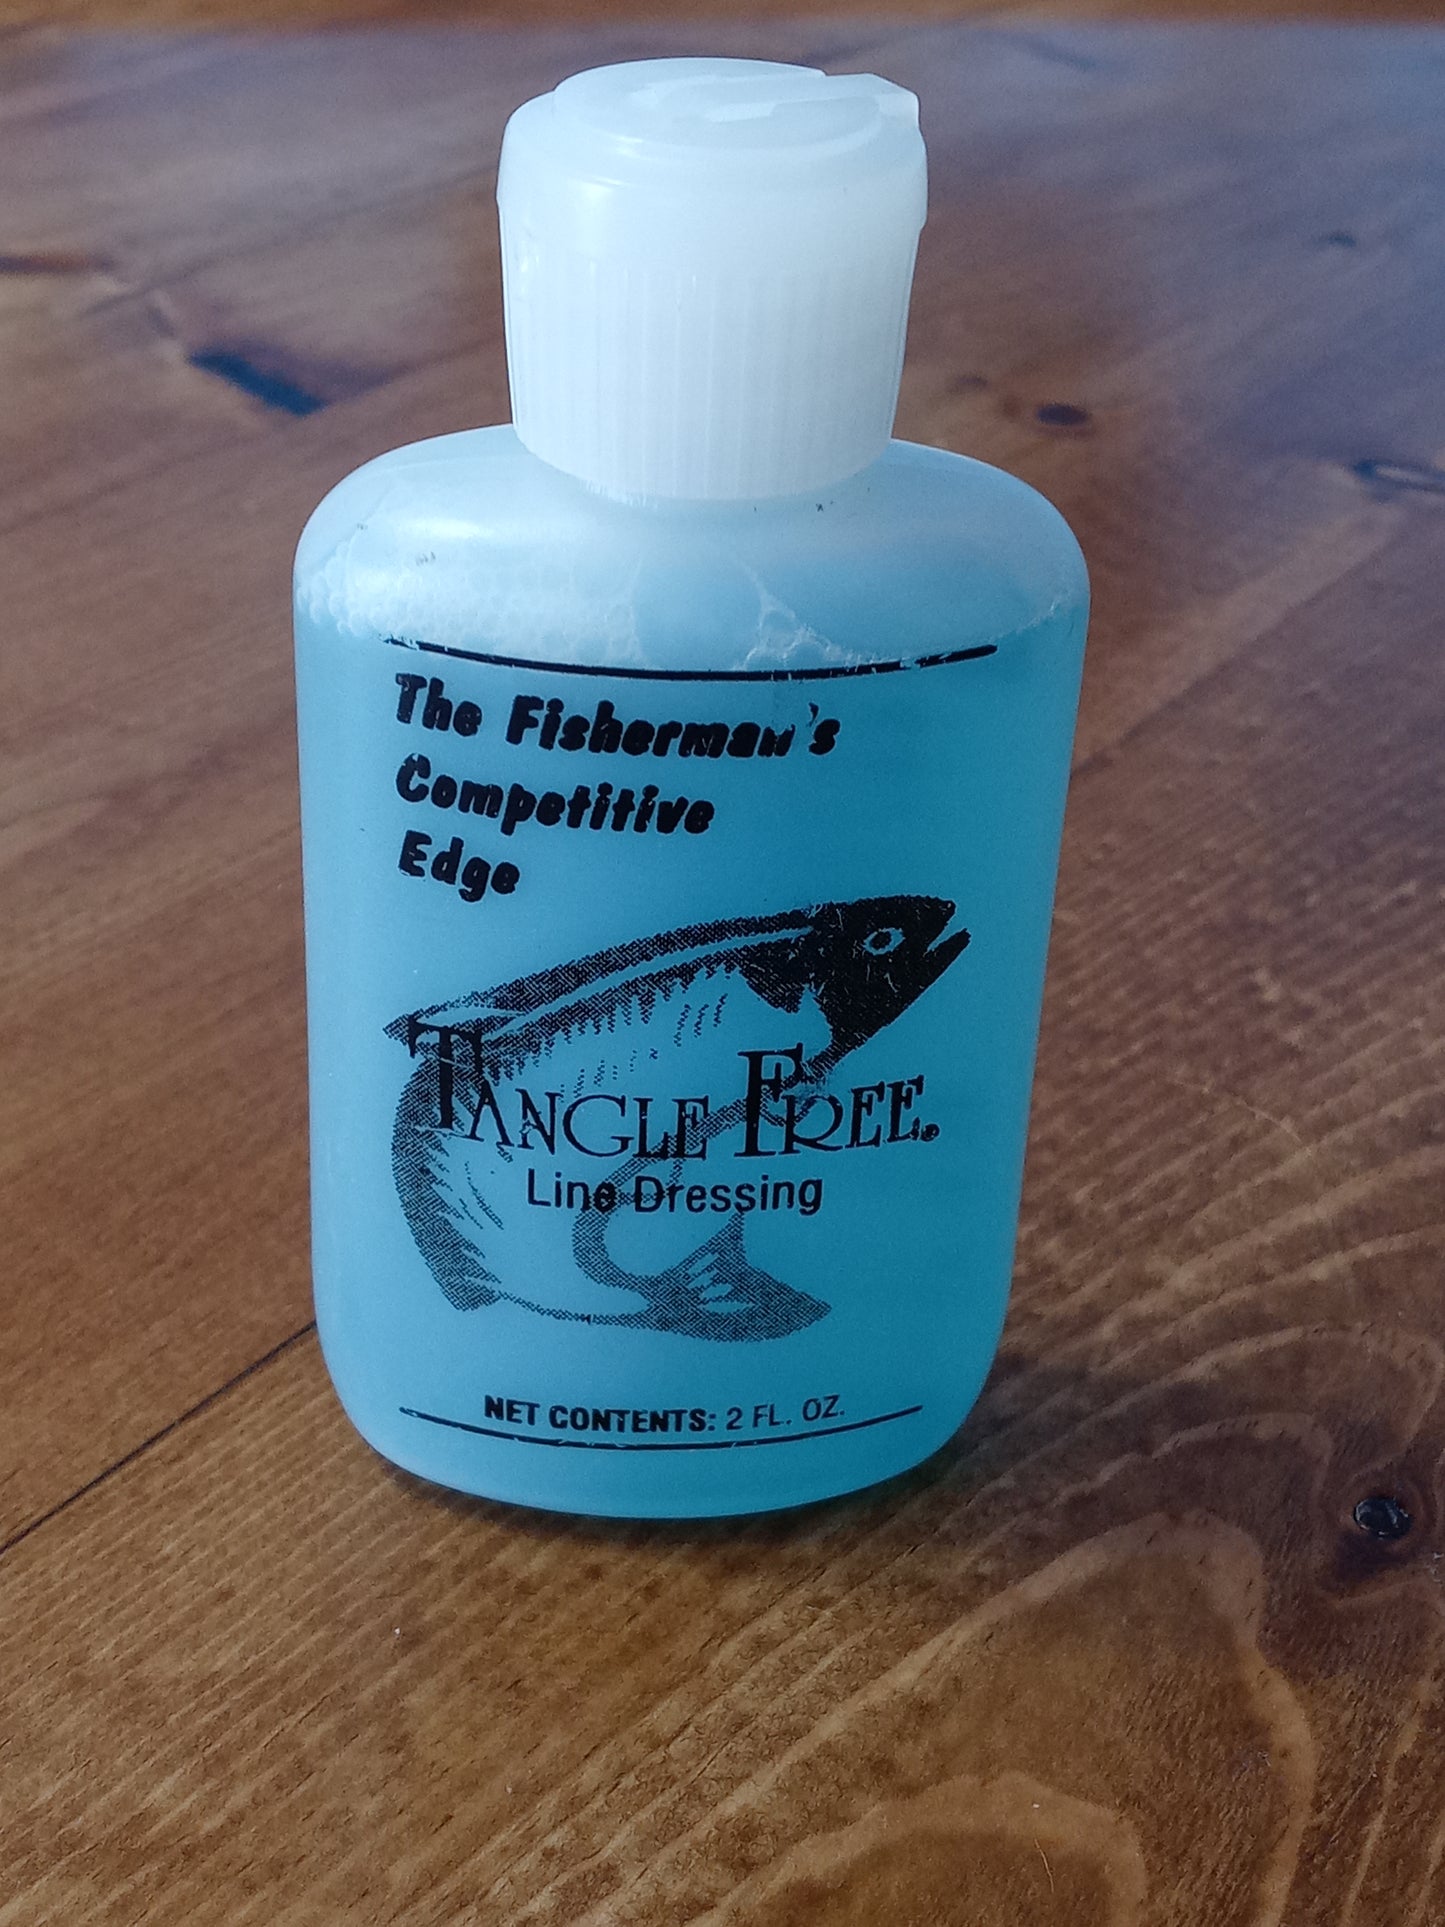 The Fisherman's
Competitive
Edge
TANGLE FREE.
Line Dressing
NET CONTENTS: 2 FL. OZ.